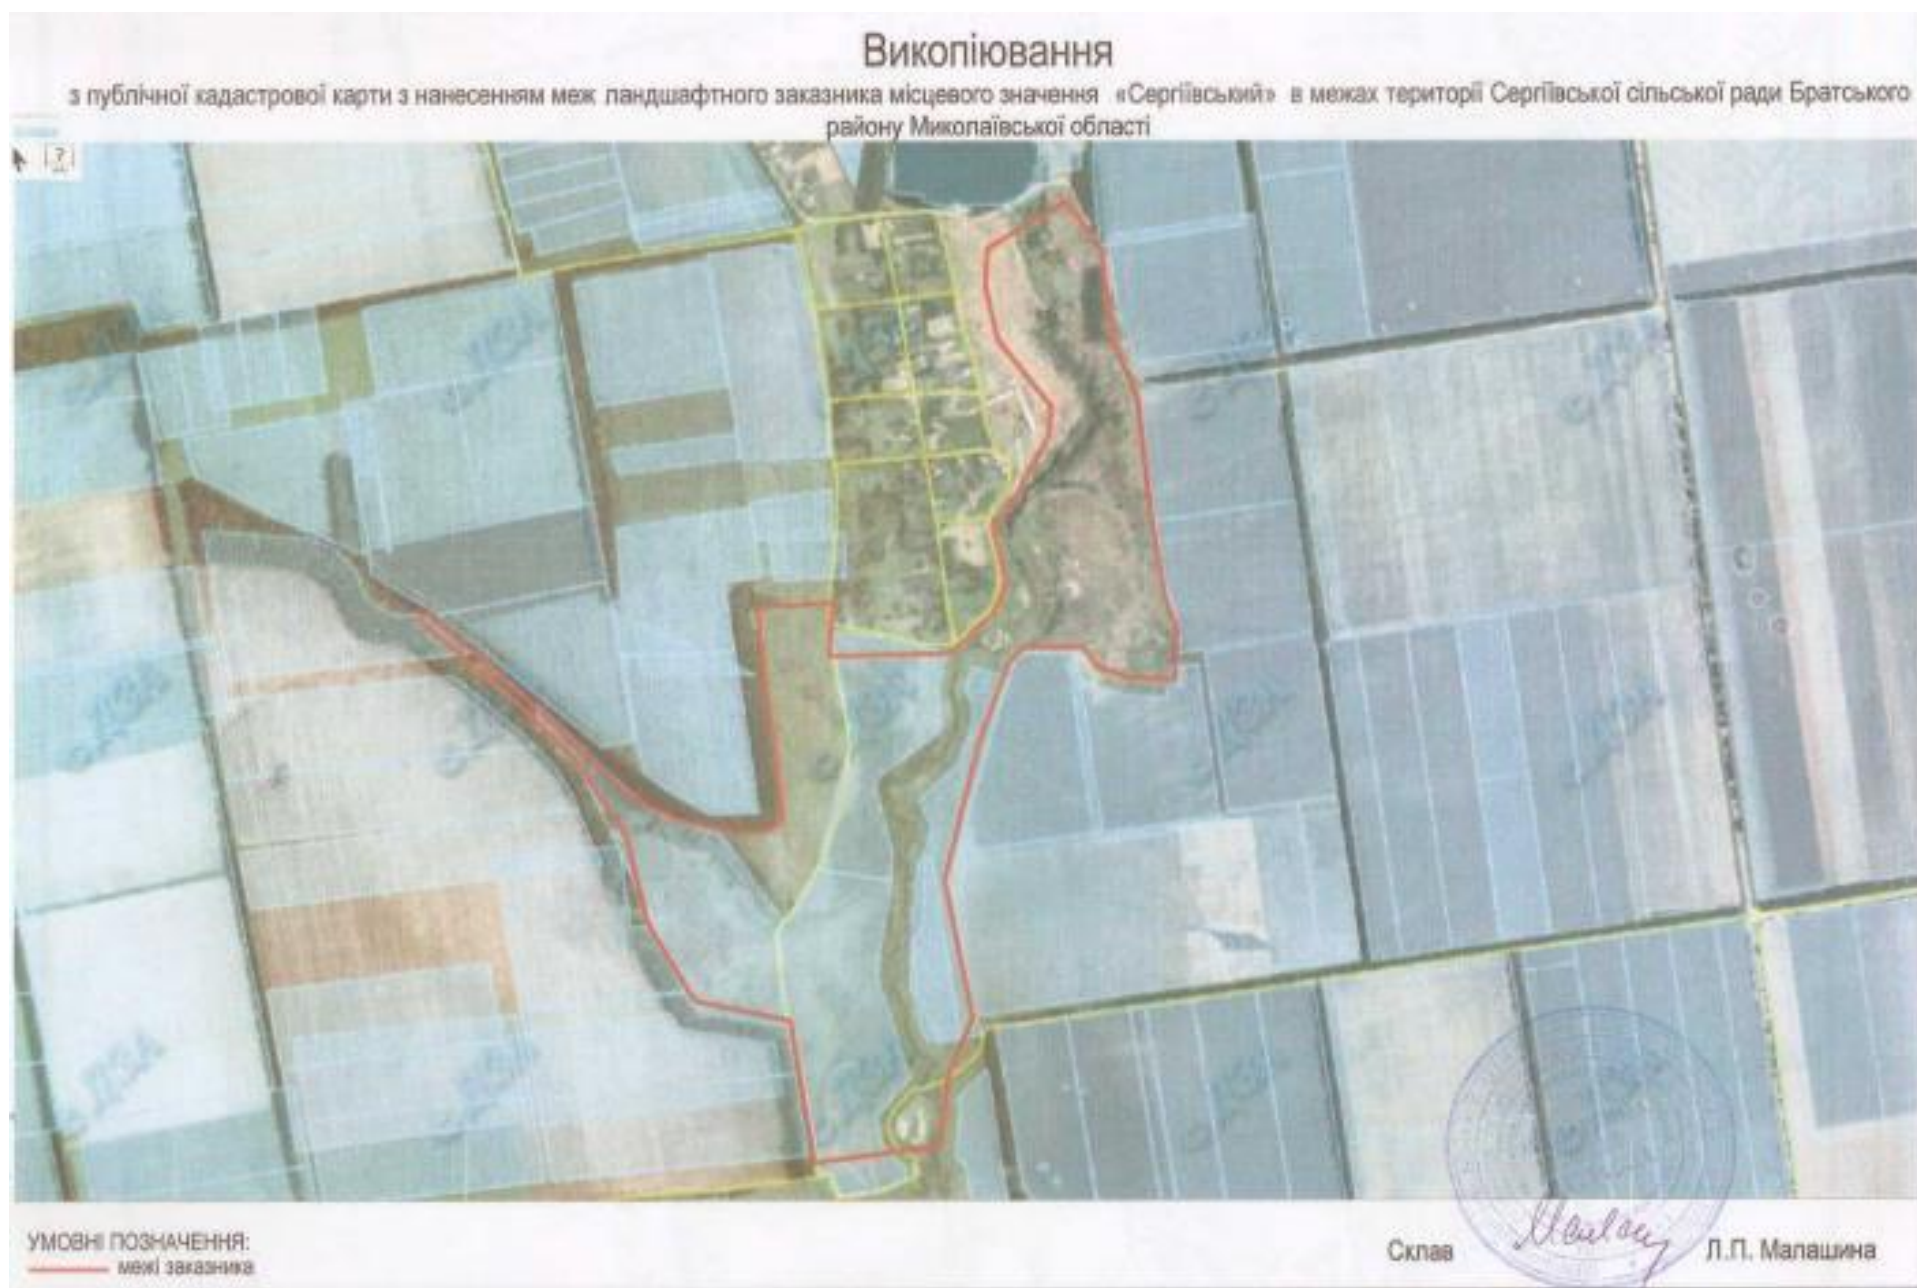 Викопіювання
з публічної кадастрової карти з нанесенням меж ландшафтного заказника місцевого значення «Сергіївський» в межах території Сергіївської сільської ради Братського
району Миколаївської області
?
УМОВНІ ПОЗНАЧЕННЯ:
межі заказника
Склав
Л.П. Малашина